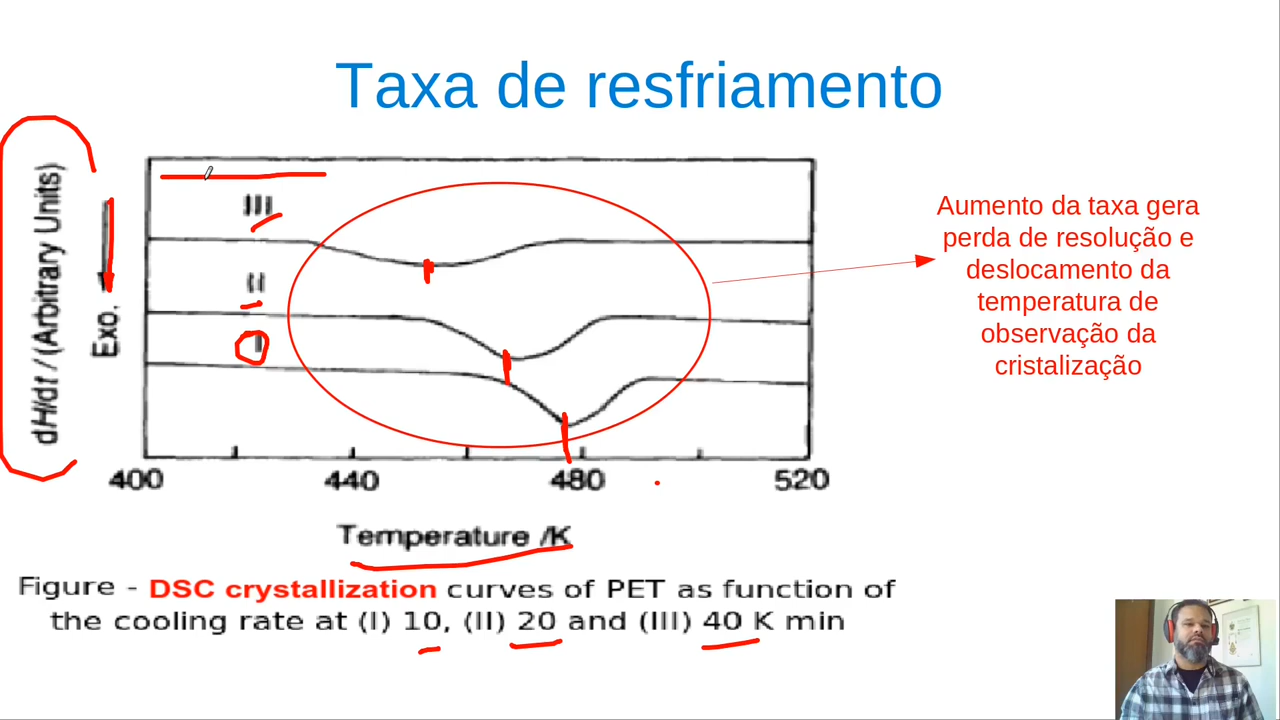 Taxa de resfriamento
dH/dt / (Arbitrary Units)
Exo.
III
II
I
400 440 480 520
Temperature /K
Aumento da taxa gera
perda de resolução e
deslocamento da
temperatura de
observação da
cristalização
Figure - DSC crystallization curves of PET as function of
the cooling rate at (I) 10, (II) 20 and (III) 40 K min